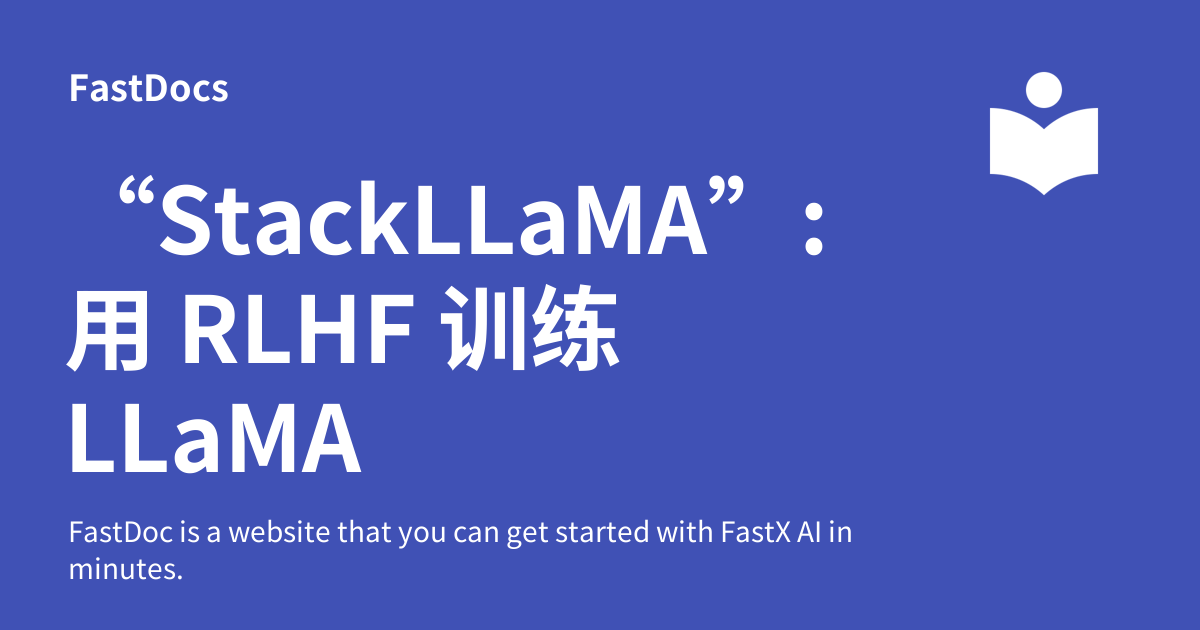 FastDocs
“StackLLaMA”：
用 RLHF 训练
LLaMA
FastDoc is a website that you can get started with FastX AI in
minutes.